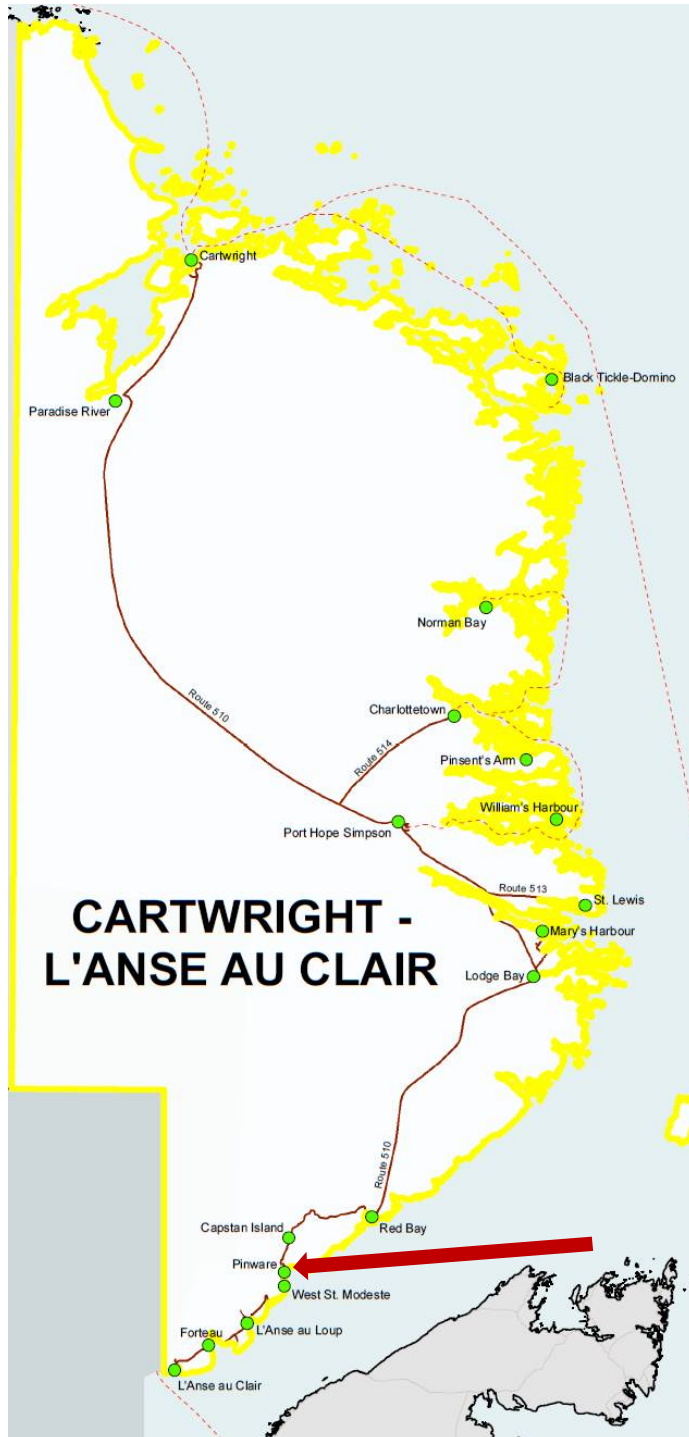 Cartwright
Black Tickle-Domino
Paradise River
Norman Bay
Route 510
Charlottetown
Route 514
Pinsent's Arm
William's Harbour
Port Hope Simpson
Route 513
St. Lewis
CARTWRIGHT -
L'ANSE AU CLAIR
Mary's Harbour
Lodge Bay
Route 510
Capstan Island
Red Bay
Pinware
West St. Modeste
L'Anse au Loup
Forteau
L'Anse au Clair